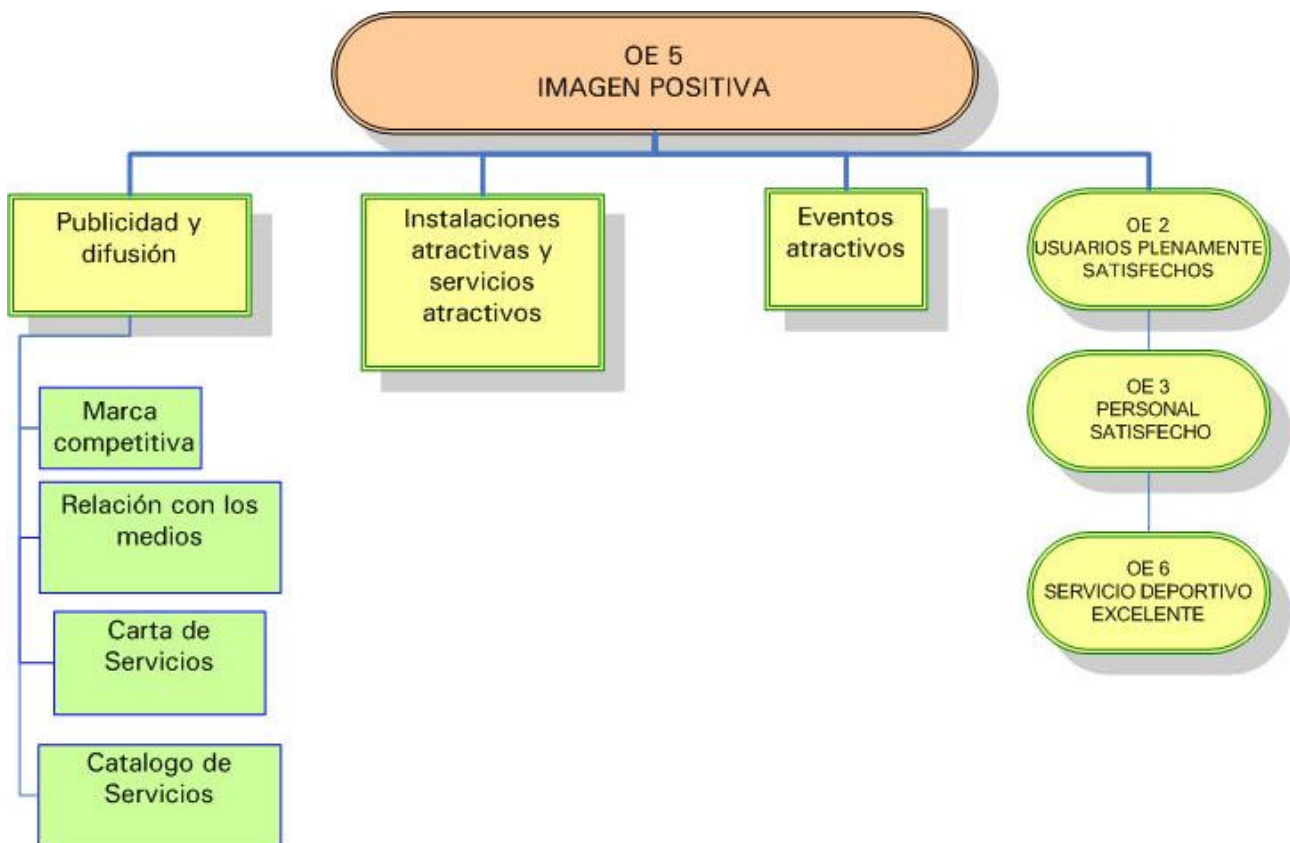 OE 5
IMAGEN POSITIVA
Publicidad y
difusión
Instalaciones
atractivas y
servicios
atractivos
Eventos
atractivos
OE 2
USUARIOS PLENAMENTE
SATISFECHOS
OE 3
PERSONAL
SATISFECHO
OE 6
SERVICIO DEPORTIVO
EXCELENTE
Marca
competitiva
Relación con los
medios
Carta de
Servicios
Catalogo de
Servicios